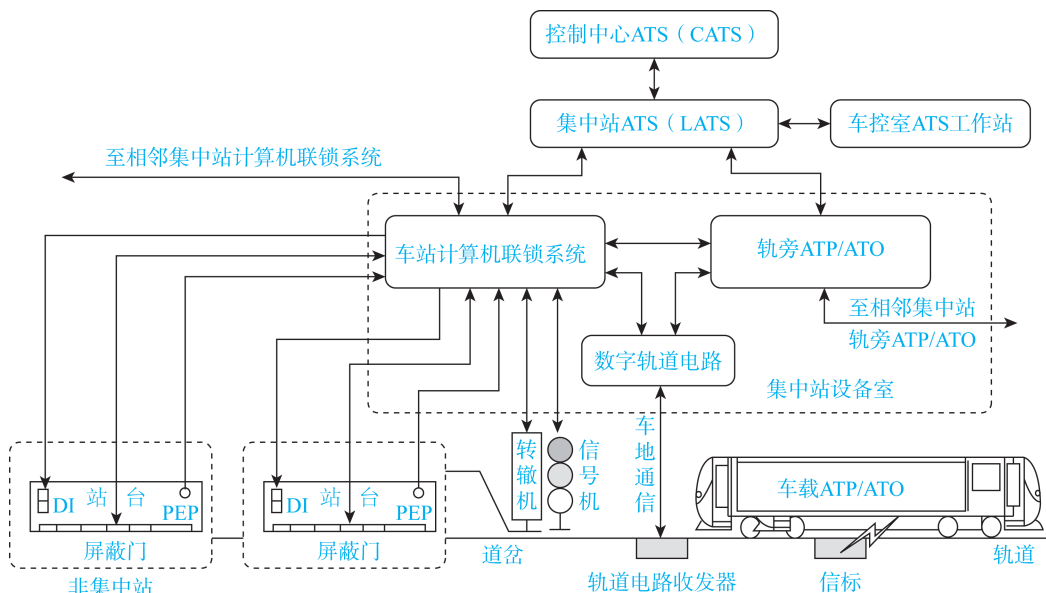 控制中心ATS（CATS）
集中站ATS（LATS）
车控室ATS工作站
至相邻集中站计算机联锁系统
车站计算机联锁系统
轨旁ATP/ATO
至相邻集中站
轨旁ATP/ATO
数字轨道电路
集中站设备室
车地通信
转辙机
信号机
DI
站台
PEP
屏蔽门
非集中站
DI
站台
PEP
屏蔽门
道岔
车载ATP/ATO
轨道电路收发器
信标
轨道